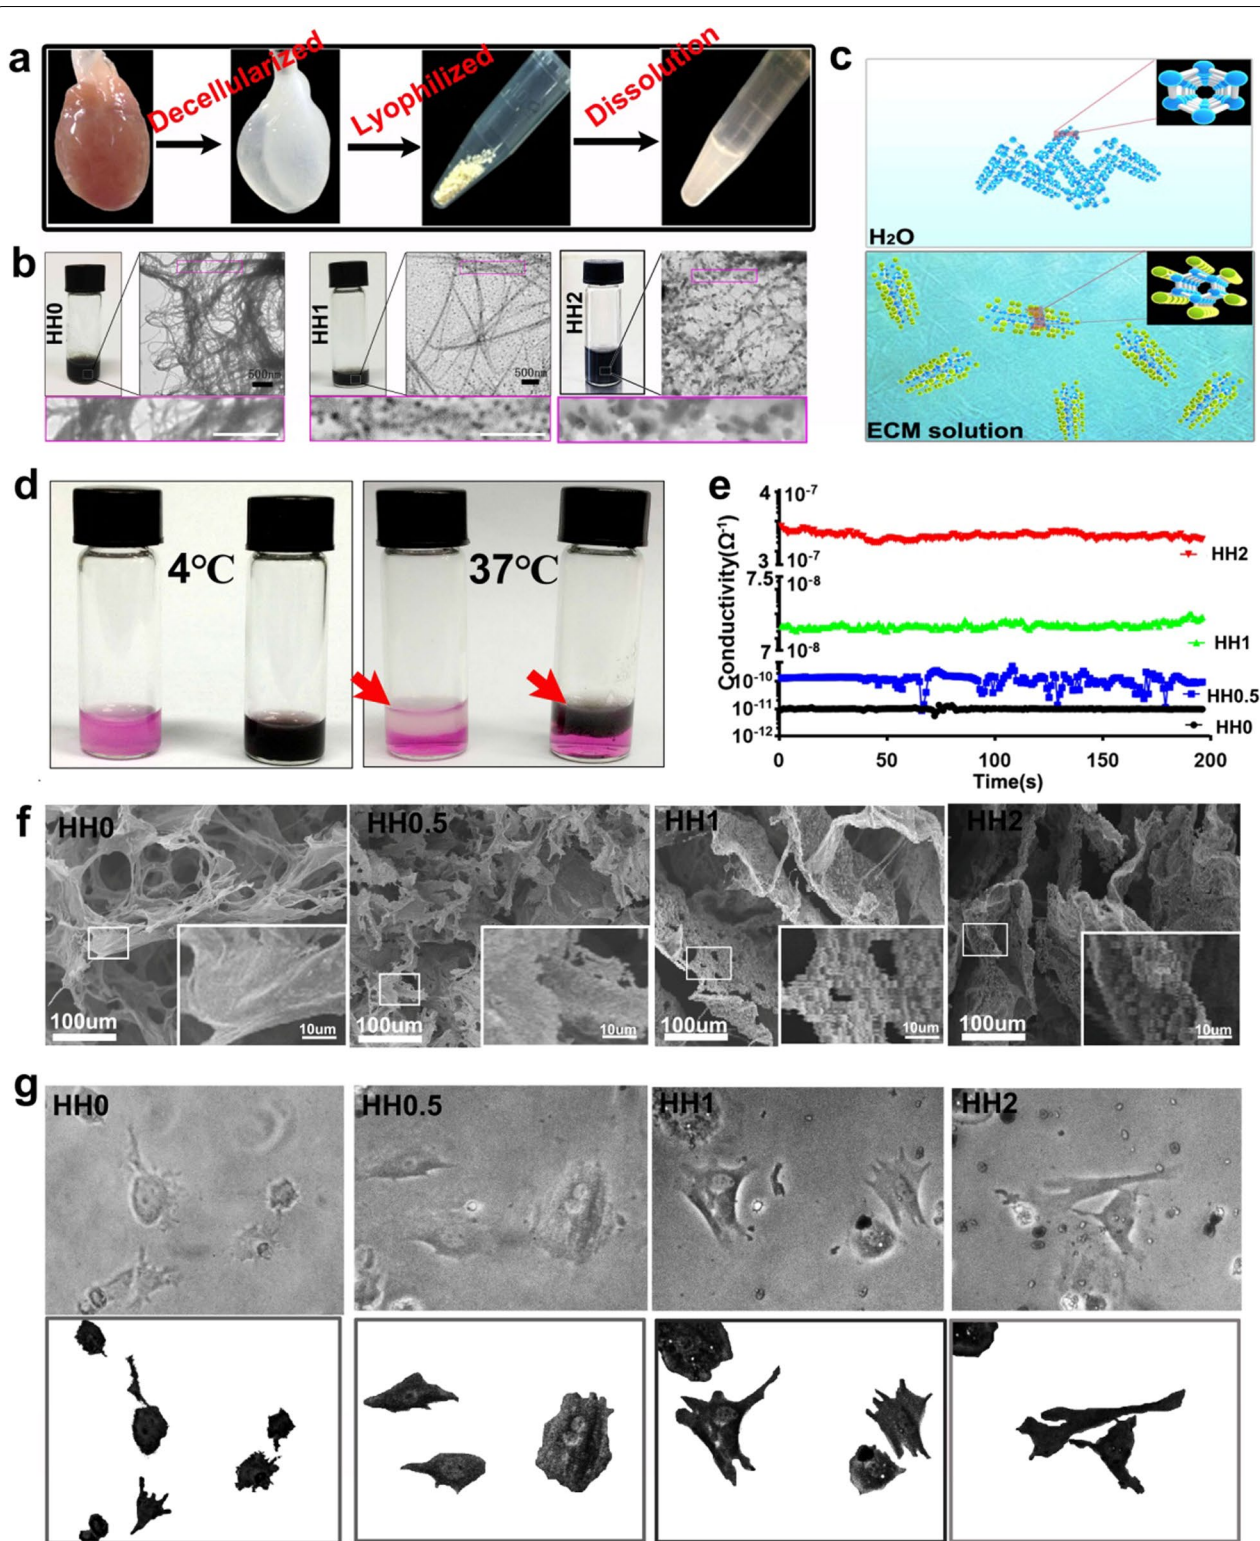 a
Decellularized
Lyophilized
Dissolution
b
HH0
500nm
HH1
500nm
HH2
c
H₂O
ECM solution
d
4℃
37℃
e
Conductivity(Ω⁻¹)
4 10⁻⁷
3 10⁻⁷
7.5 10⁻⁸
7 10⁻⁸
10⁻¹⁰
10⁻¹¹
10⁻¹²
HH2
HH1
HH0.5
HH0
0 50 100 150 200
Time(s)
f
HH0
100um
10um
HH0.5
100um
10um
HH1
100um
10um
HH2
100um
10um
g
HH0
HH0.5
HH1
HH2